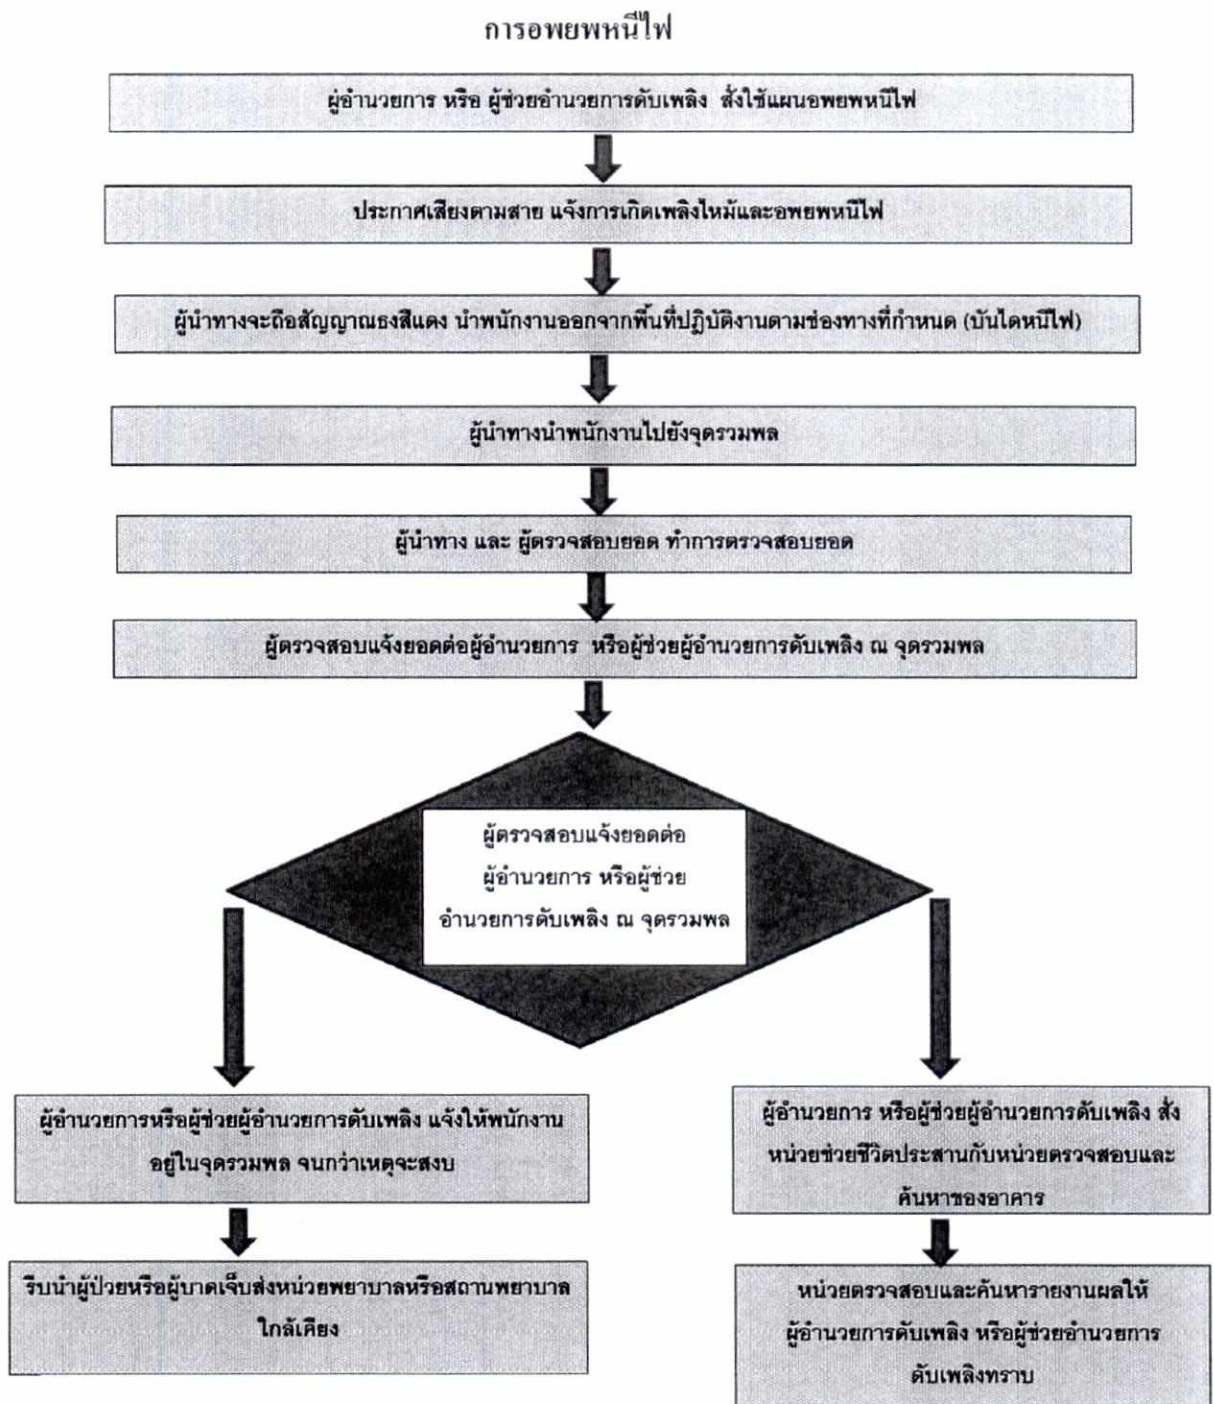 การอพยพหนีไฟ
ผู้อำนวยการ หรือ ผู้ช่วยอำนวยการดับเพลิง สั่งใช้แผนอพยพหนีไฟ
ประกาศเสียงตามสาย แจ้งการเกิดเพลิงไหม้และอพยพหนีไฟ
ผู้นำทางจะถือสัญญาณธงสีแดง นำพนักงานออกจากพื้นที่ปฏิบัติงานตามช่องทางที่กำหนด (บันไดหนีไฟ)
ผู้นำทางนำพนักงานไปยังจุดรวมพล
ผู้นำทาง และ ผู้ตรวจสอบยอด ทำการตรวจสอบยอด
ผู้ตรวจสอบแจ้งยอดต่อผู้อำนวยการ หรือผู้ช่วยผู้อำนวยการดับเพลิง ณ จุดรวมพล
ผู้ตรวจสอบแจ้งยอดต่อ
ผู้อำนวยการ หรือผู้ช่วย
อำนวยการดับเพลิง ณ จุดรวมพล
ผู้อำนวยการหรือผู้ช่วยผู้อำนวยการดับเพลิง แจ้งให้พนักงาน
อยู่ในจุดรวมพล จนกว่าเหตุจะสงบ
รีบนำผู้ป่วยหรือผู้บาดเจ็บส่งหน่วยพยาบาลหรือสถานพยาบาล
ใกล้เคียง
ผู้อำนวยการ หรือผู้ช่วยผู้อำนวยการดับเพลิง สั่ง
หน่วยช่วยชีวิตประสานกับหน่วยตรวจสอบและ
ค้นหาของอาคาร
หน่วยตรวจสอบและค้นหารายงานผลให้
ผู้อำนวยการดับเพลิง หรือผู้ช่วยอำนวยการ
ดับเพลิงทราบ